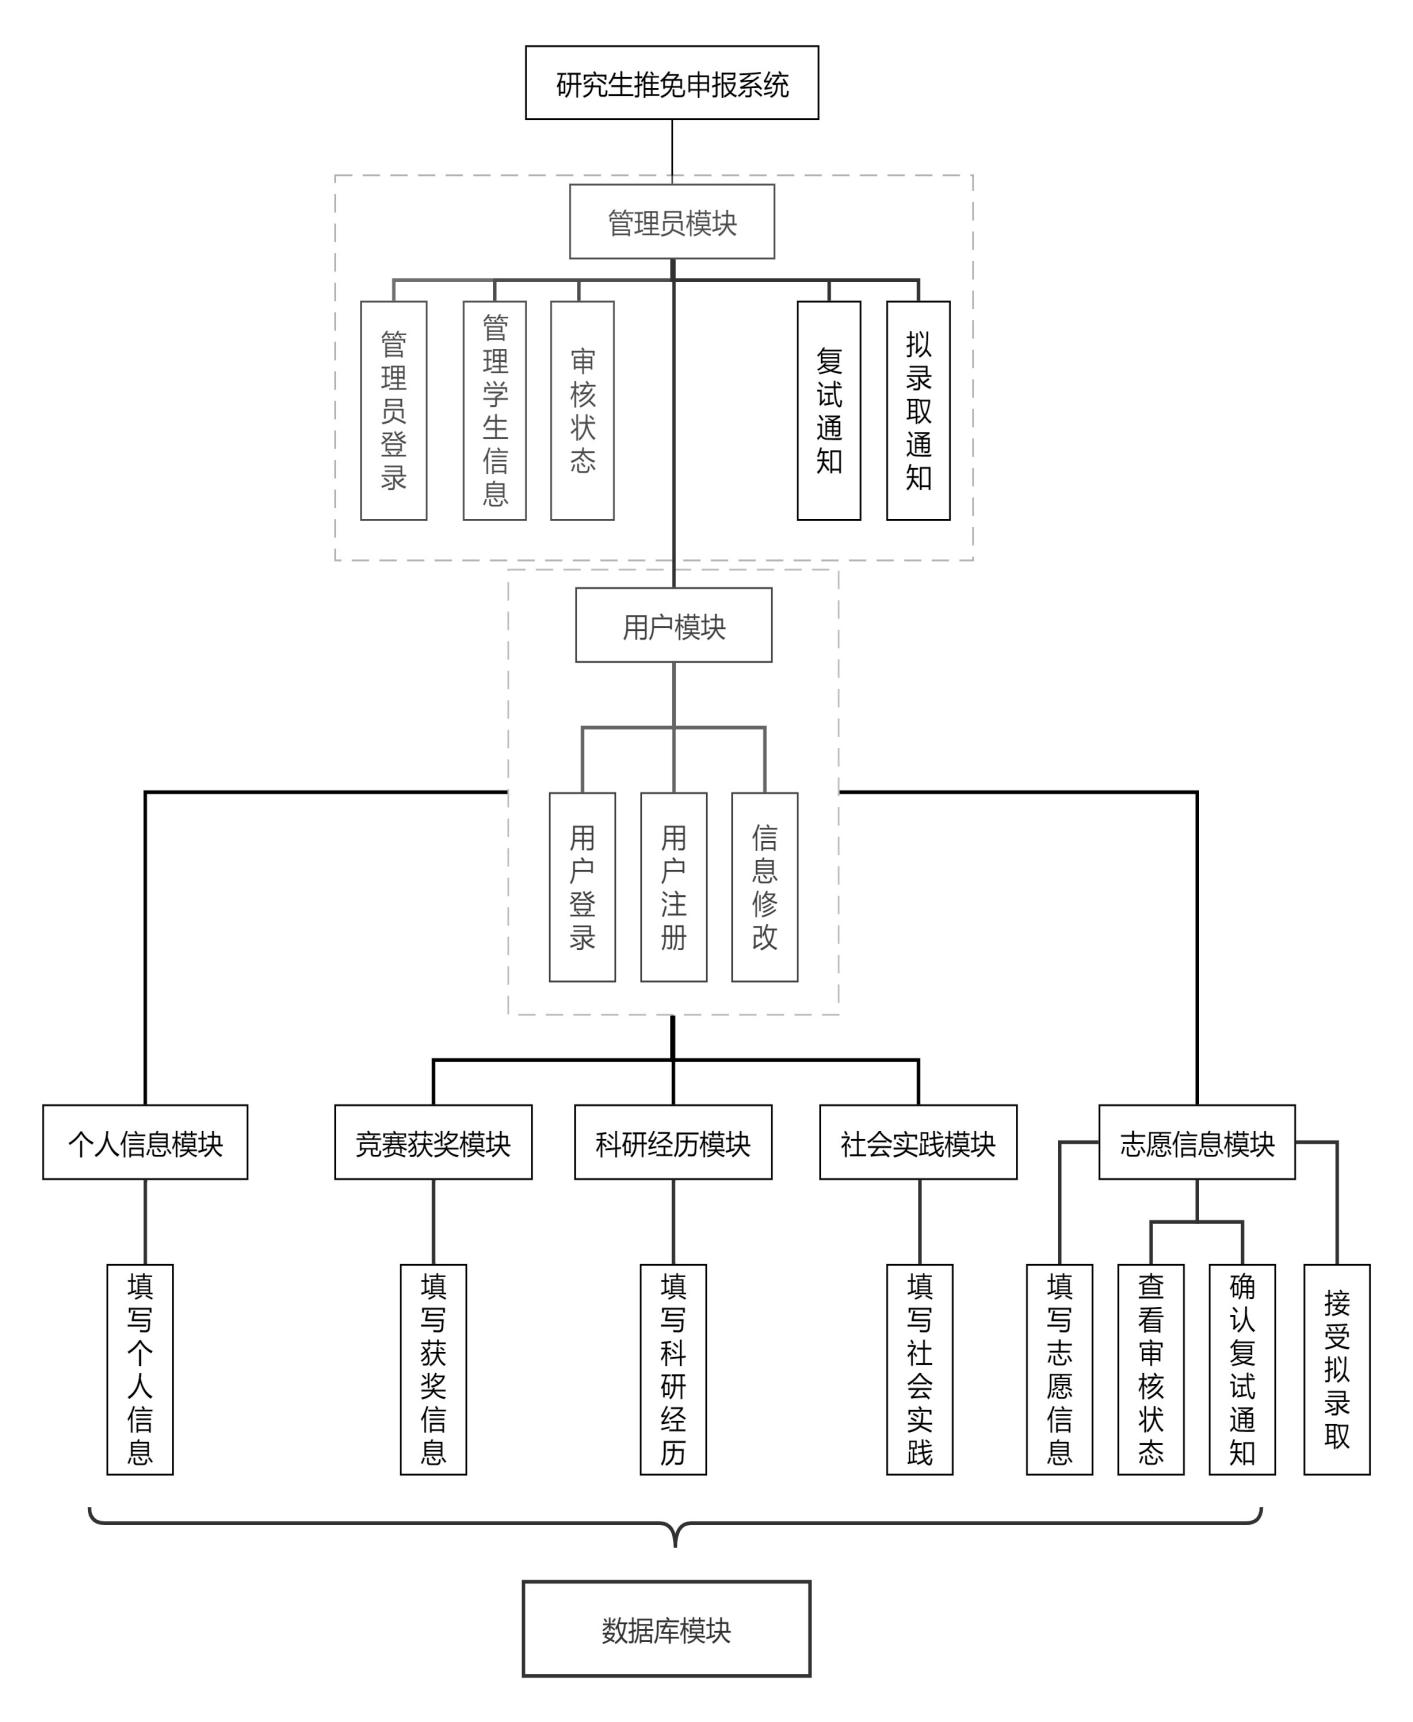 研究生推免申报系统
管理员模块
管理员登录
管理学生信息
审核状态
复试通知
拟录取通知
用户模块
用户登录
用户注册
信息修改
个人信息模块
竞赛获奖模块
科研经历模块
社会实践模块
志愿信息模块
填写个人信息
填写获奖信息
填写科研经历
填写社会实践
填写志愿信息
查看审核状态
确认复试通知
接受拟录取
数据库模块